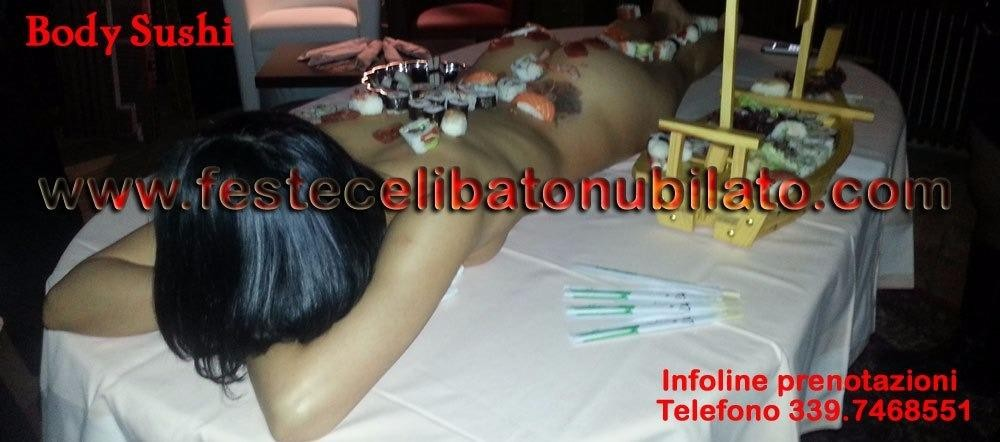 Body Sushi
www.festecelibatonubilato.com
Infoline prenotazioni
Telefono 339.7468551